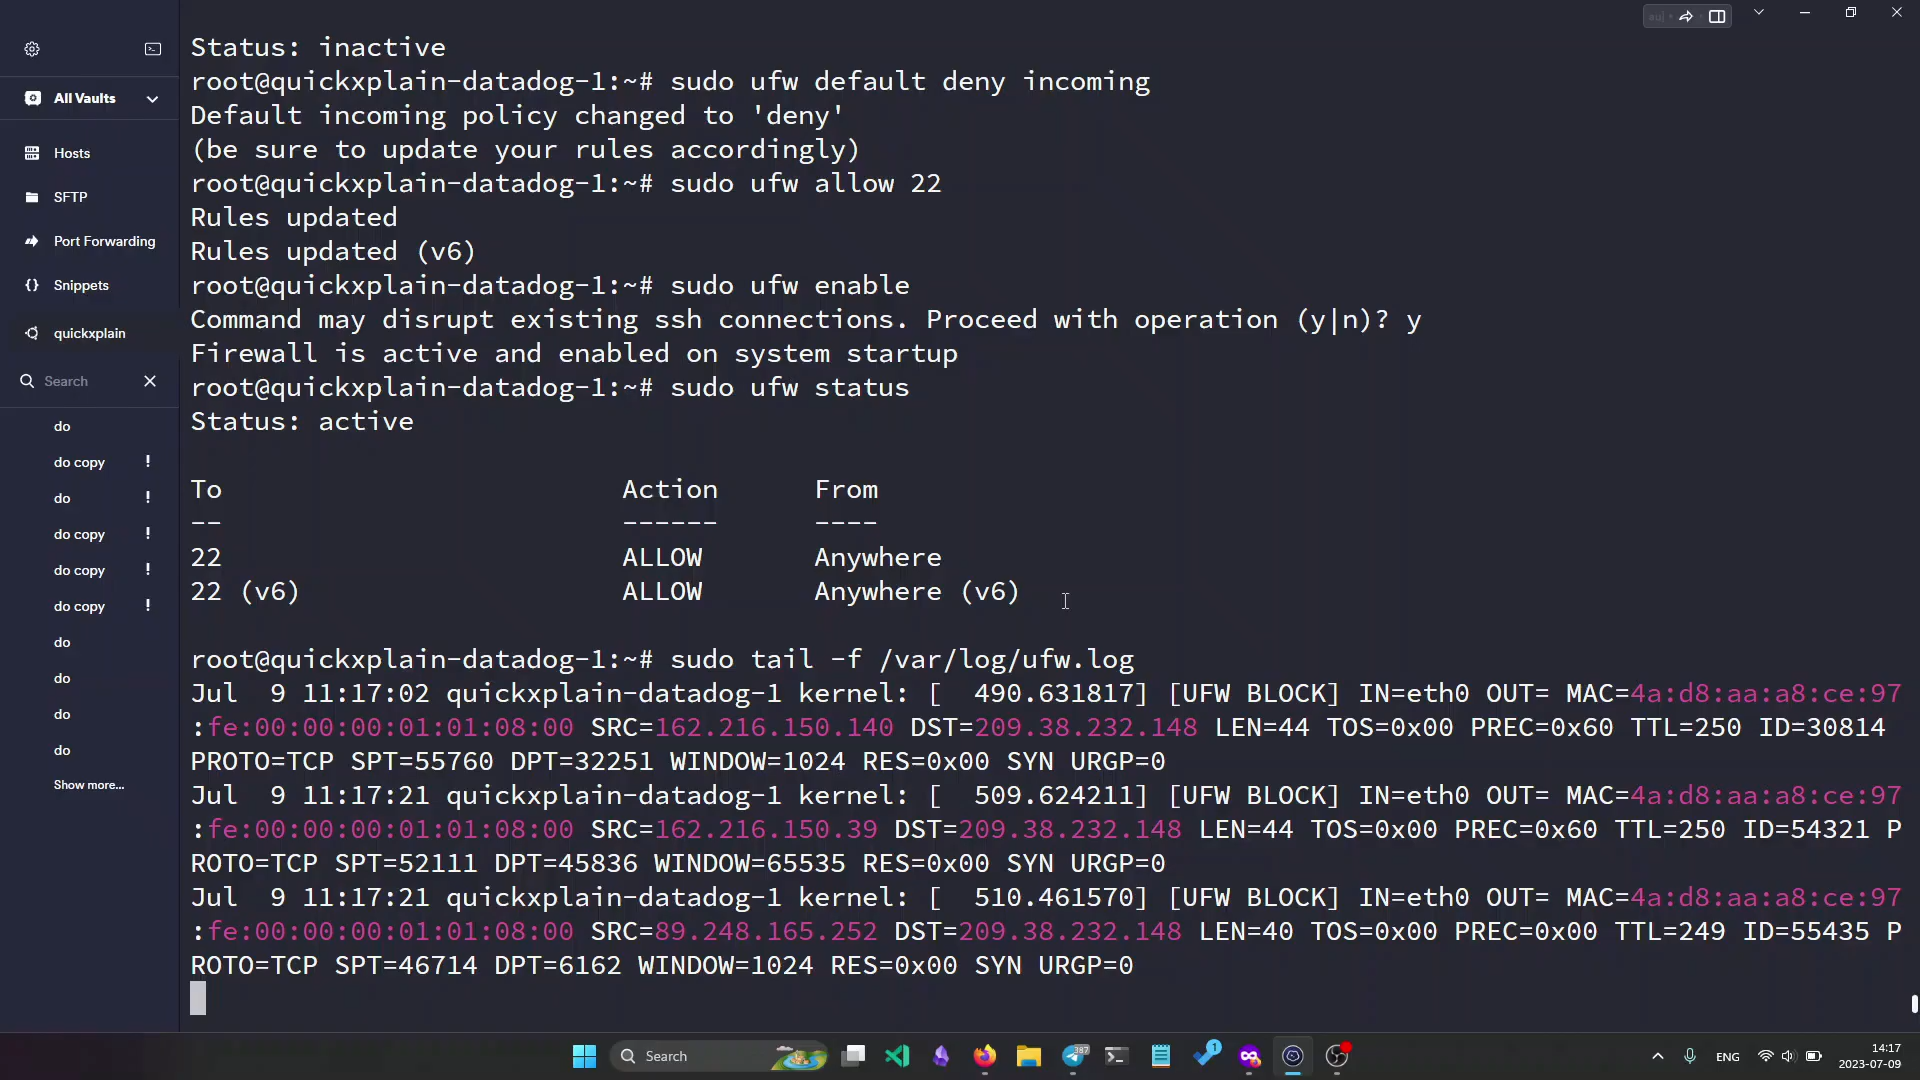 All Vaults
Hosts
SFTP
Port Forwarding
Snippets
quickxplain
Search
do
do copy !
do !
do copy !
do copy !
do copy !
do
do
do
do
Show more...
Status: inactive
root@quickxplain-datadog-1:~# sudo ufw default deny incoming
Default incoming policy changed to 'deny'
(be sure to update your rules accordingly)
root@quickxplain-datadog-1:~# sudo ufw allow 22
Rules updated
Rules updated (v6)
root@quickxplain-datadog-1:~# sudo ufw enable
Command may disrupt existing ssh connections. Proceed with operation (y|n)? y
Firewall is active and enabled on system startup
root@quickxplain-datadog-1:~# sudo ufw status
Status: active
To Action From
-- ------ ----
22 ALLOW Anywhere
22 (v6) ALLOW Anywhere (v6)
root@quickxplain-datadog-1:~# sudo tail -f /var/log/ufw.log
Jul  9 11:17:02 quickxplain-datadog-1 kernel: [  490.631817] [UFW BLOCK] IN=eth0 OUT= MAC=4a:d8:aa:a8:ce:97
:fe:00:00:00:01:01:08:00 SRC=162.216.150.140 DST=209.38.232.148 LEN=44 TOS=0x00 PREC=0x60 TTL=250 ID=30814
PROTO=TCP SPT=55760 DPT=32251 WINDOW=1024 RES=0x00 SYN URGP=0
Jul  9 11:17:21 quickxplain-datadog-1 kernel: [  509.624211] [UFW BLOCK] IN=eth0 OUT= MAC=4a:d8:aa:a8:ce:97
:fe:00:00:00:01:01:08:00 SRC=162.216.150.39 DST=209.38.232.148 LEN=44 TOS=0x00 PREC=0x60 TTL=250 ID=54321 P
ROTO=TCP SPT=52111 DPT=45836 WINDOW=65535 RES=0x00 SYN URGP=0
Jul  9 11:17:21 quickxplain-datadog-1 kernel: [  510.461570] [UFW BLOCK] IN=eth0 OUT= MAC=4a:d8:aa:a8:ce:97
:fe:00:00:00:01:01:08:00 SRC=89.248.165.252 DST=209.38.232.148 LEN=40 TOS=0x00 PREC=0x00 TTL=249 ID=55435 P
ROTO=TCP SPT=46714 DPT=6162 WINDOW=1024 RES=0x00 SYN URGP=0
Search
387
1
ENG
14:17
2023-07-09